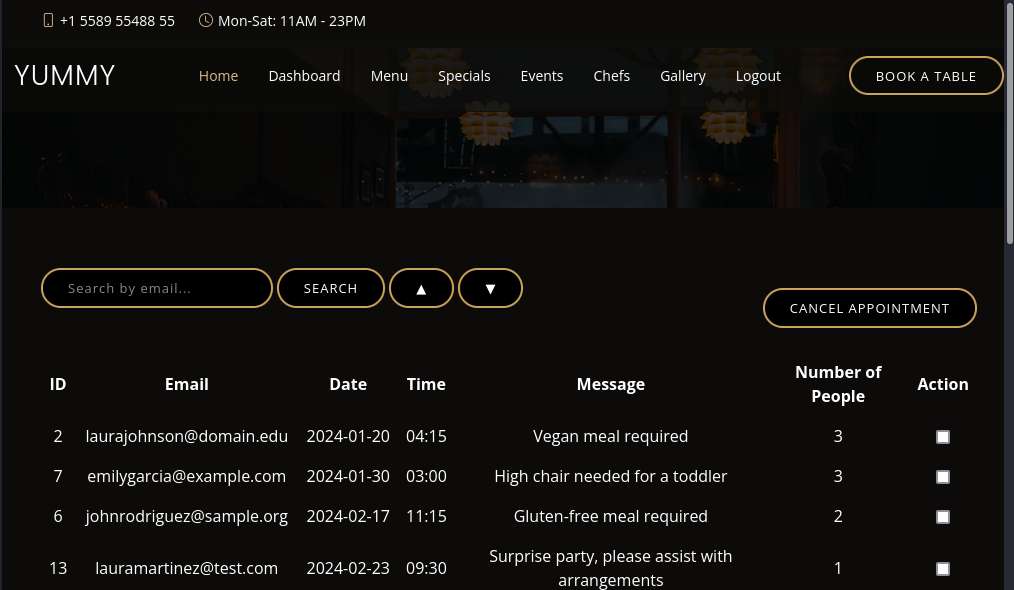 +1 5589 55488 55 Mon-Sat: 11AM - 23PM
YUMMY Home Dashboard Menu Specials Events Chefs Gallery Logout BOOK A TABLE
Search by email... SEARCH ▲ ▼
CANCEL APPOINTMENT
ID Email Date Time Message Number of People Action
2 laurajohnson@domain.edu 2024-01-20 04:15 Vegan meal required 3
7 emilygarcia@example.com 2024-01-30 03:00 High chair needed for a toddler 3
6 johnrodriguez@sample.org 2024-02-17 11:15 Gluten-free meal required 2
13 lauramartinez@test.com 2024-02-23 09:30 Surprise party, please assist with arrangements 1